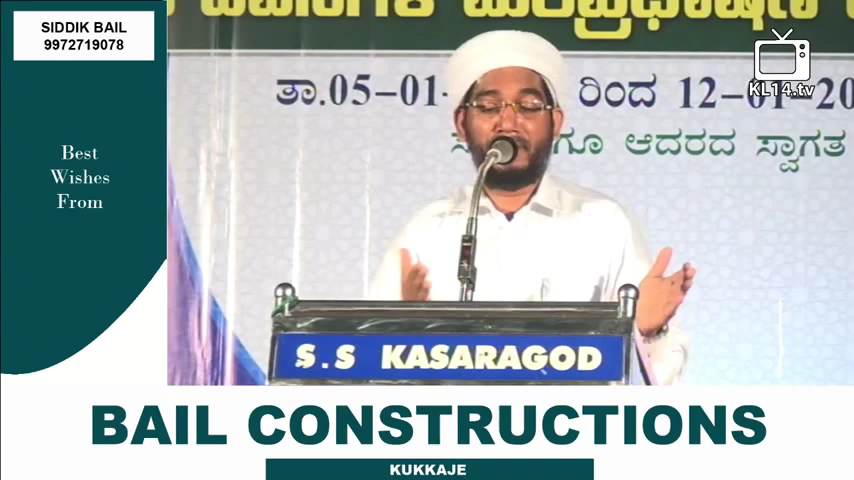 SIDDIK BAIL
9972719078
Best
Wishes
From
KL14.tv
ತಾ.05-01- ರಿಂದ 12-01-20
ಆದರದ ಸ್ವಾಗತ
S.S KASARAGOD
BAIL CONSTRUCTIONS
KUKKAJE